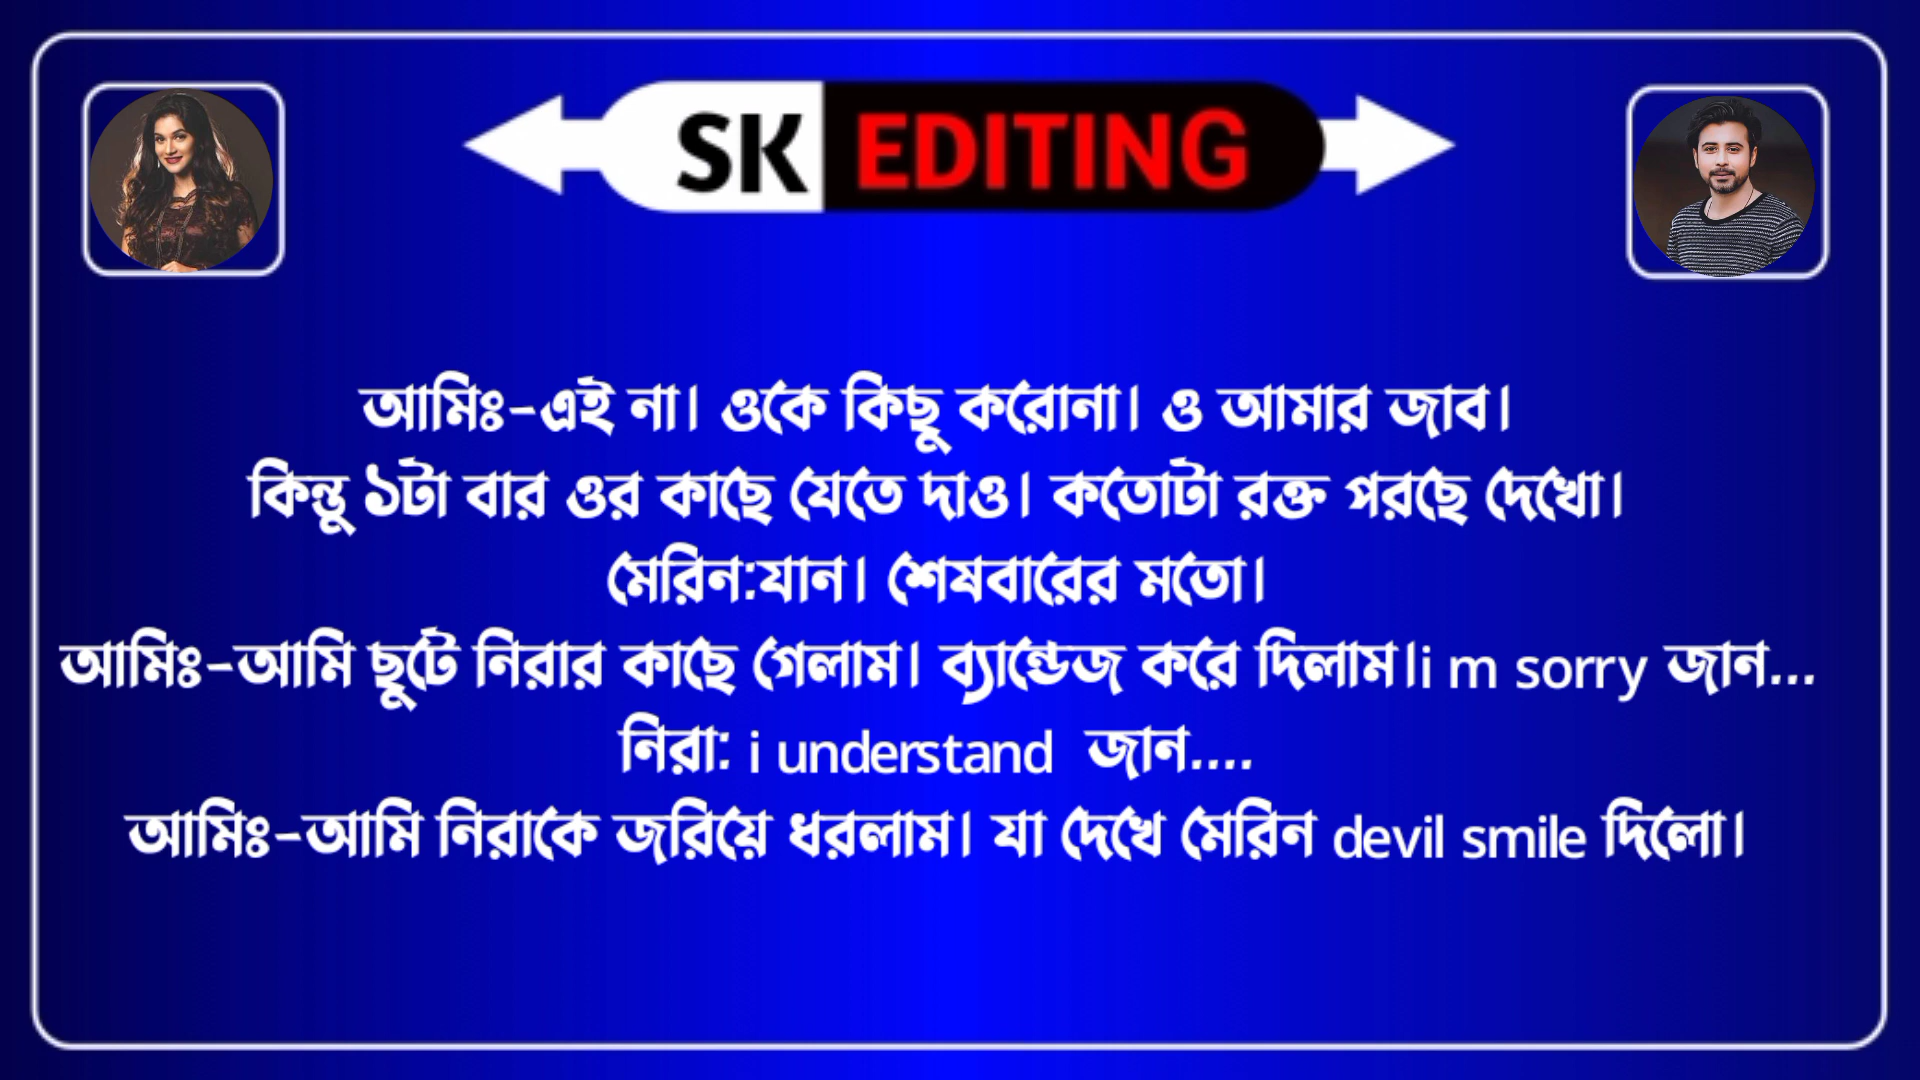 SK EDITING
আমিঃ-এই না। ওকে কিছু করোনা। ও আমার জাব।
কিন্তু ১টা বার ওর কাছে যেতে দাও। কতোটা রক্ত পরছে দেখো।
মেরিন:যান। শেষবারের মতো।
আমিঃ-আমি ছুটে নিরার কাছে গেলাম। ব্যান্ডেজ করে দিলাম।i m sorry জান...
নিরা: i understand জান....
আমিঃ-আমি নিরাকে জরিয়ে ধরলাম। যা দেখে মেরিন devil smile দিলো।